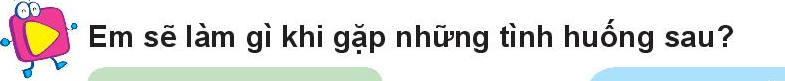 Em sẽ làm gì khi gặp những tình huống sau?